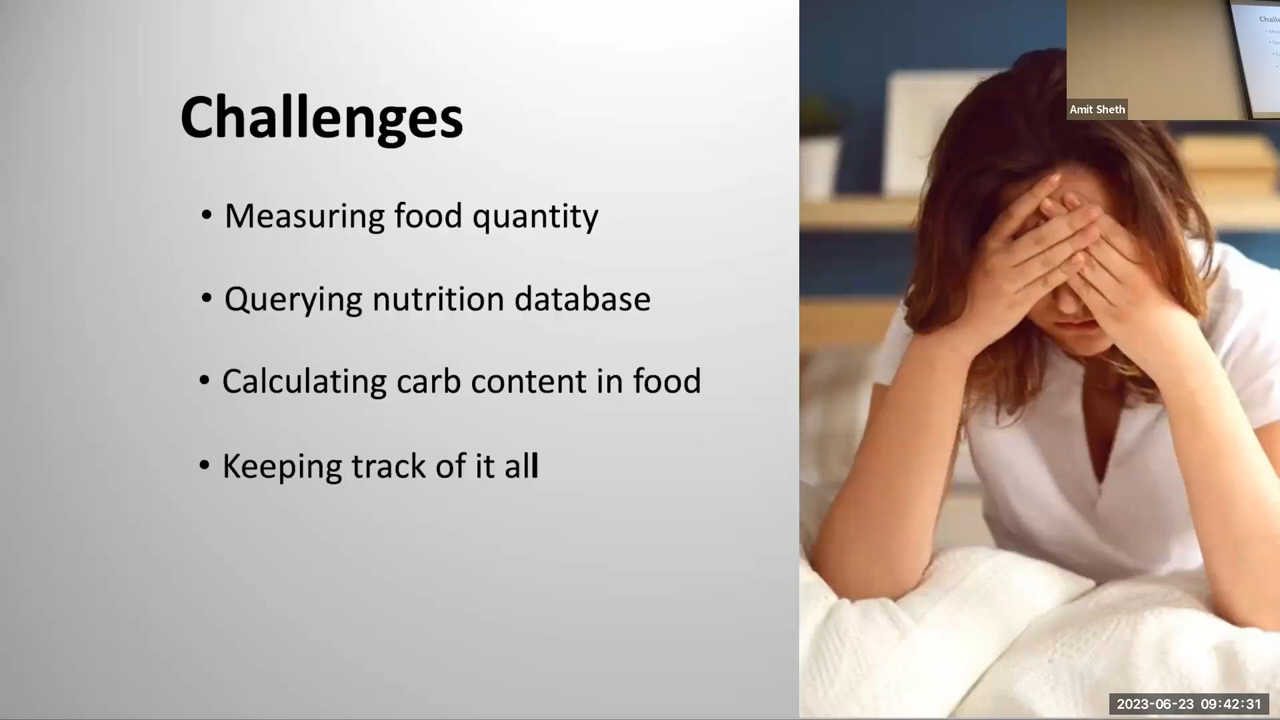 Challenges
• Measuring food quantity
• Querying nutrition database
• Calculating carb content in food
• Keeping track of it all
Amit Sheth
2023-06-23 09:42:31